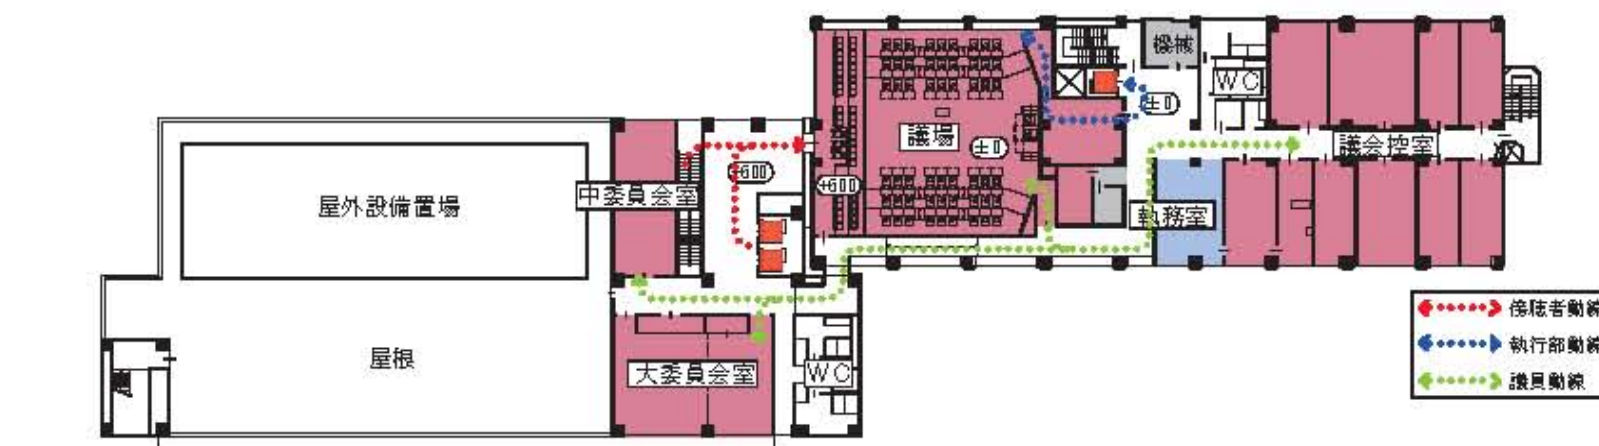 機械
WC
±0
議場
±0
議会控室
+600
中委員会室
+600
屋外設備置場
執務室
傍聴者動線
執行部動線
議員動線
屋根
大委員会室
WC